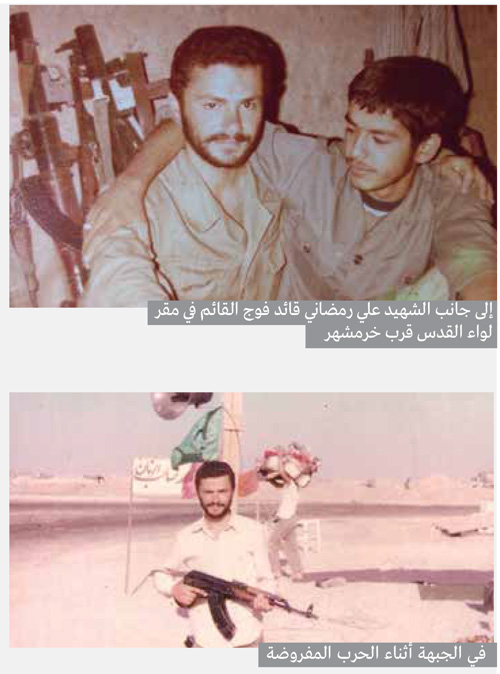 إلى جانب الشهيد علي رمضاني قائد فوج القائم في مقر
لواء القدس قرب خرمشهر
في الجبهة أثناء الحرب المفروضة